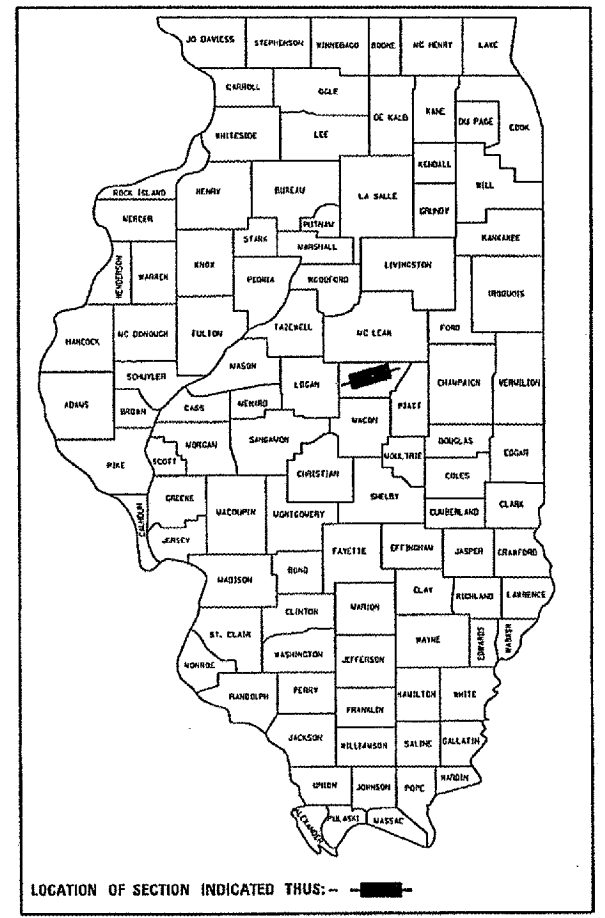 JO DAVIESS STEPHENSON WINNEBAGO BOONE MC HENRY LAKE
CARROLL OGLE
DE KALB KANE DU PAGE COOK
WHITESIDE LEE
KENDALL
ROCK ISLAND HENRY BUREAU LA SALLE WILL
MERCER PUTNAM GRUNDY
STARK MARSHALL KANKAKEE
HENDERSON WARREN KNOX PEORIA WOODFORD LIVINGSTON IROQUOIS
HANCOCK MC DONOUGH FULTON TAZEWELL MC LEAN FORD
MASON
SCHUYLER LOGAN CHAMPAIGN VERMILION
ADAMS BROWN CASS MENARD PIATT
MACON
MORGAN SANGAMON DOUGLAS
PIKE SCOTT MOULTRIE EDGAR
CHRISTIAN COLES
GREENE SHELBY
CALHOUN MACOUPIN MONTGOMERY CUMBERLAND CLARK
JERSEY
FAYETTE EFFINGHAM JASPER CRAWFORD
MADISON BOND
CLAY RICHLAND LAWRENCE
CLINTON MARION
ST. CLAIR WAYNE EDWARDS WABASH
WASHINGTON JEFFERSON
MONROE
RANDOLPH PERRY HAMILTON WHITE
FRANKLIN
JACKSON WILLIAMSON SALINE GALLATIN
HARDIN
UNION JOHNSON POPE
ALEXANDER PULASKI MASSAC
LOCATION OF SECTION INDICATED THUS:--